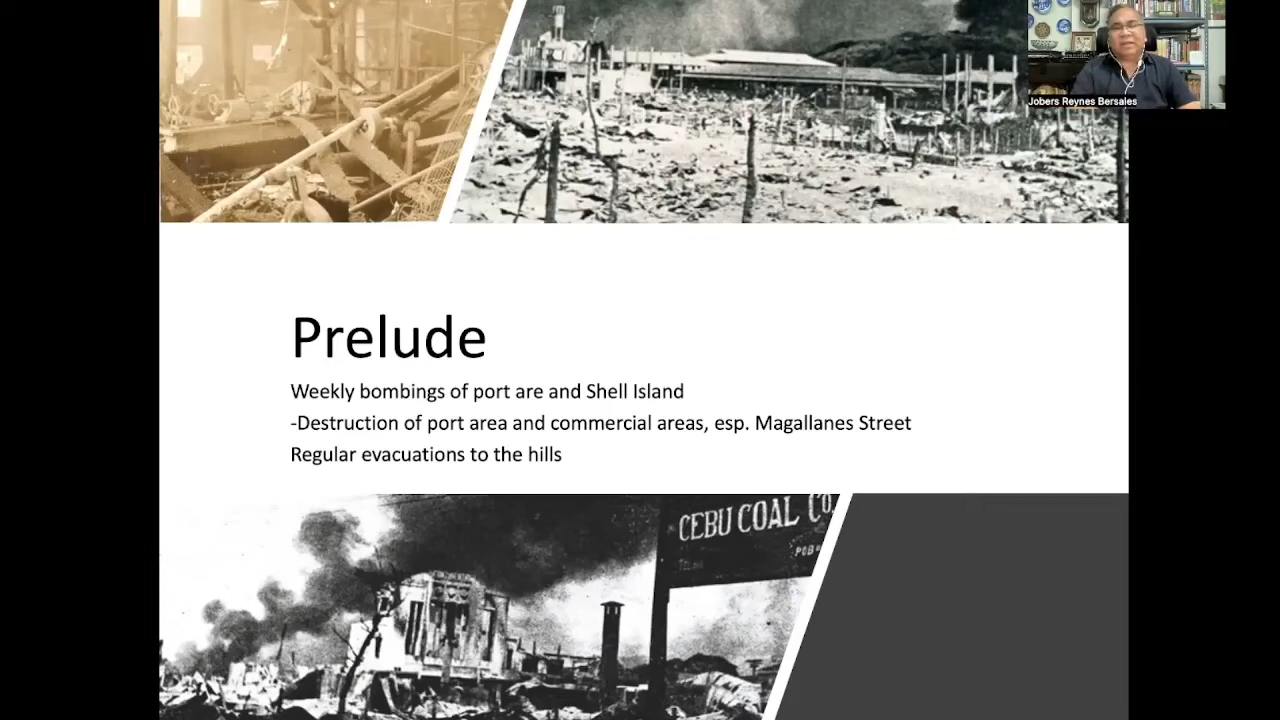 Jobers Reynes Bersales
Prelude
Weekly bombings of port are and Shell Island
-Destruction of port area and commercial areas, esp. Magallanes Street
Regular evacuations to the hills
CEBU COAL CO.